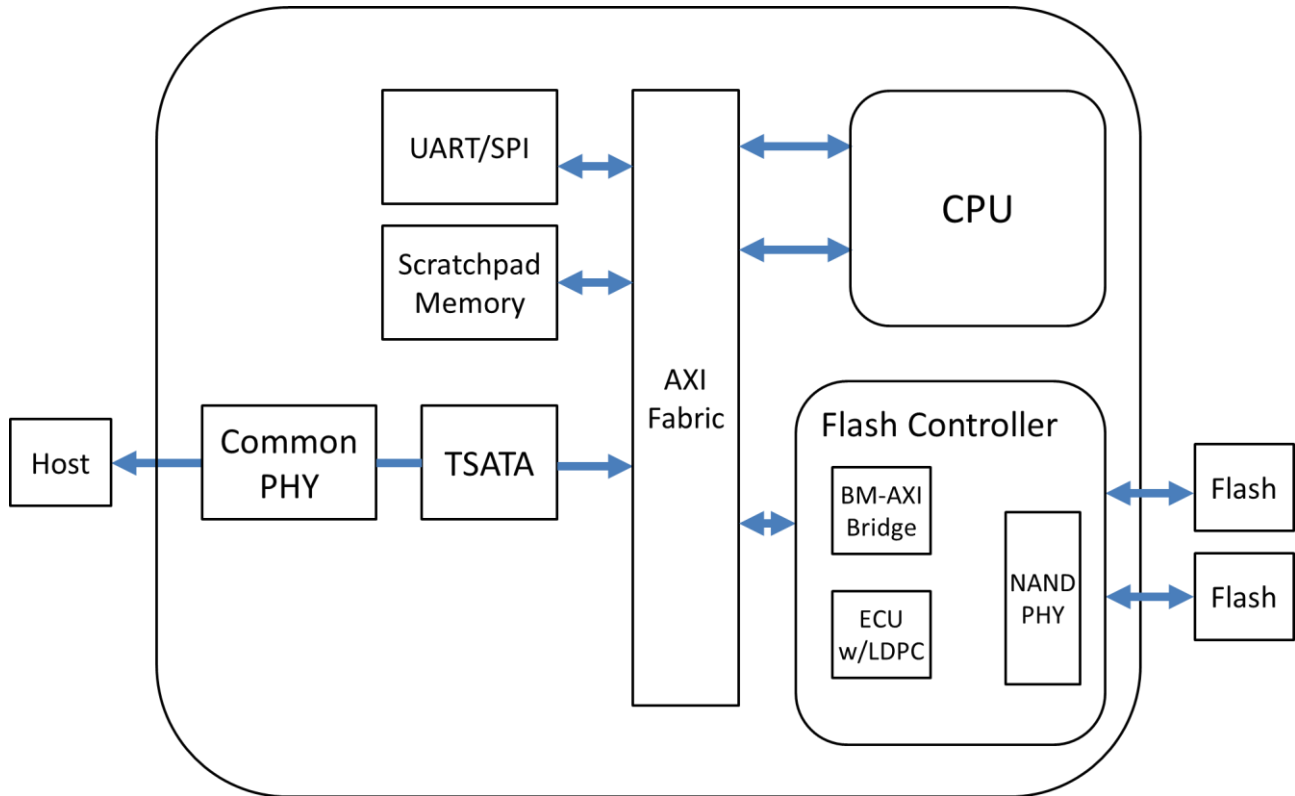 UART/SPI
Scratchpad
Memory
Host
Common
PHY
TSATA
AXI
Fabric
CPU
Flash Controller
BM-AXI
Bridge
ECU
w/LDPC
NAND
PHY
Flash
Flash